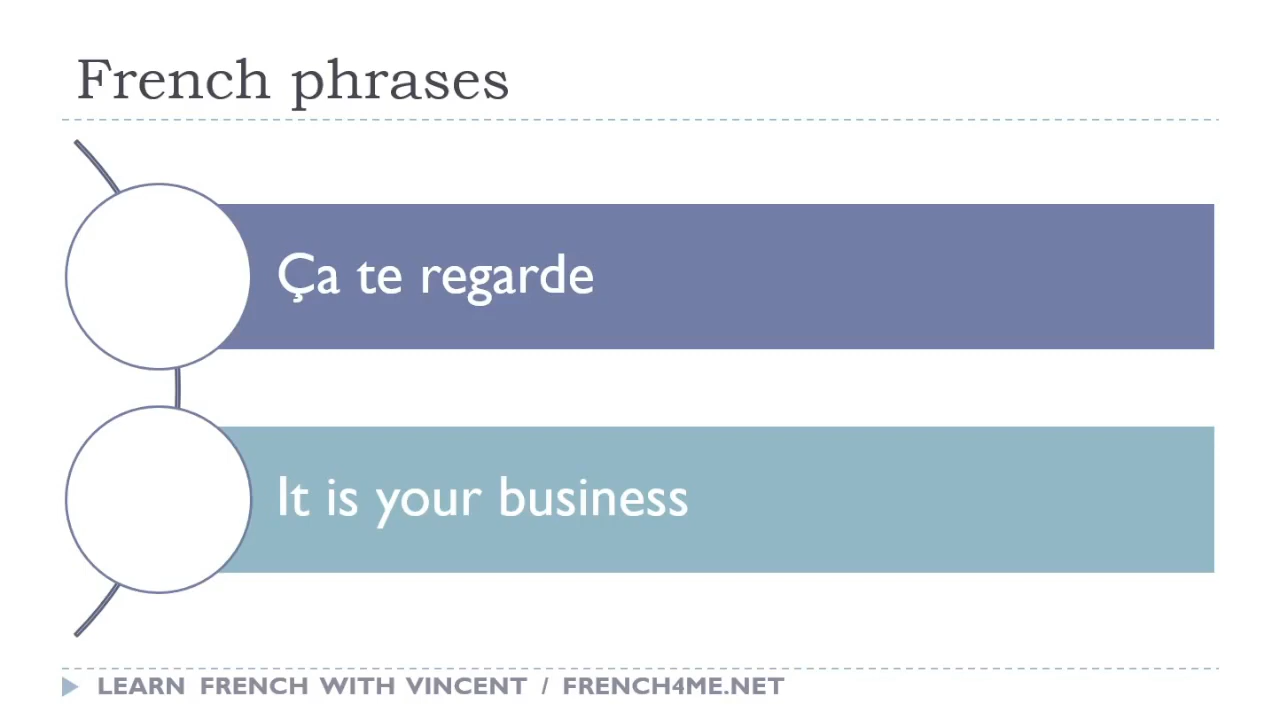 French phrases
Ça te regarde
It is your business
LEARN FRENCH WITH VINCENT / FRENCH4ME.NET